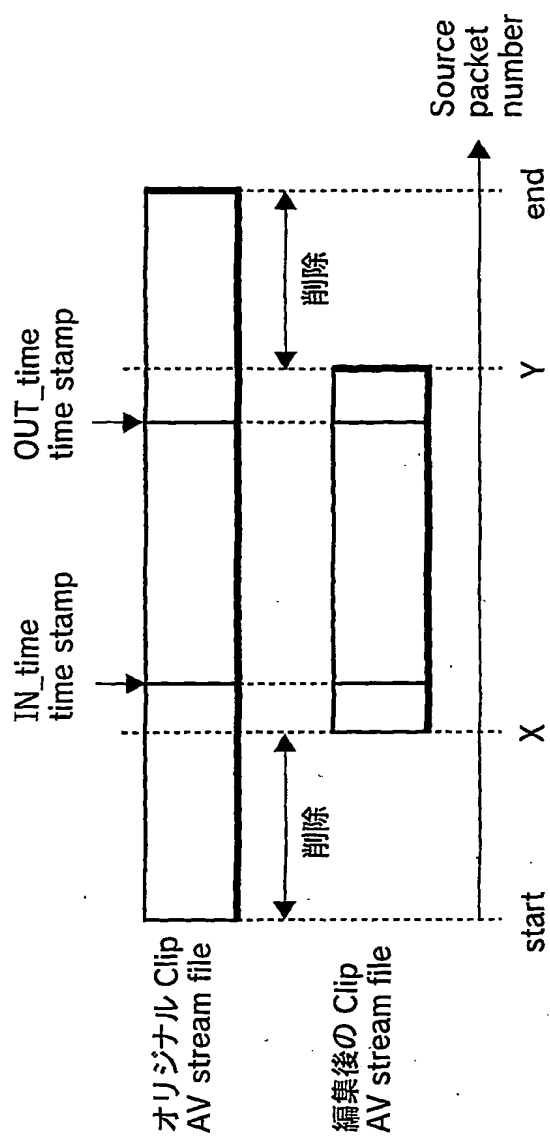 IN_time
time stamp
OUT_time
time stamp
オリジナル Clip
AV stream file
削除
削除
編集後の Clip
AV stream file
Source
packet
number
start
X
Y
end